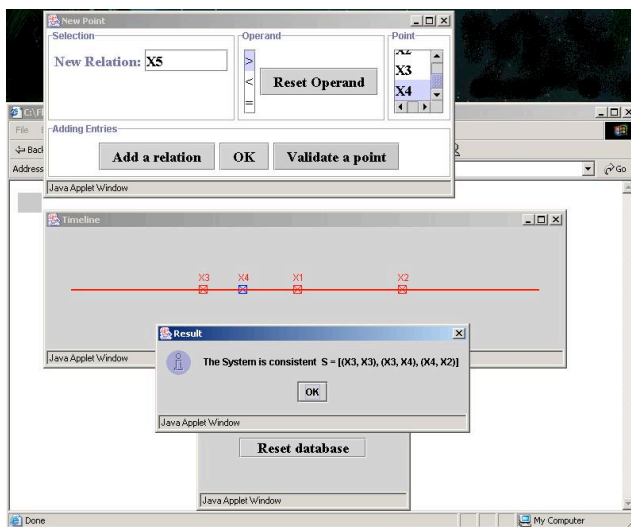 New Point
Selection
New Relation: X5
Operand
>
<
=
Reset Operand
Point
X2
X3
X4
Adding Entries
Add a relation
OK
Validate a point
Java Applet Window
File
Back
Address
Go
Timeline
X3 X4 X1 X2
Java Applet Window
Result
The System is consistent S = [(X3, X3), (X3, X4), (X4, X2)]
OK
Java Applet Window
Reset database
Java Applet Window
Done
My Computer